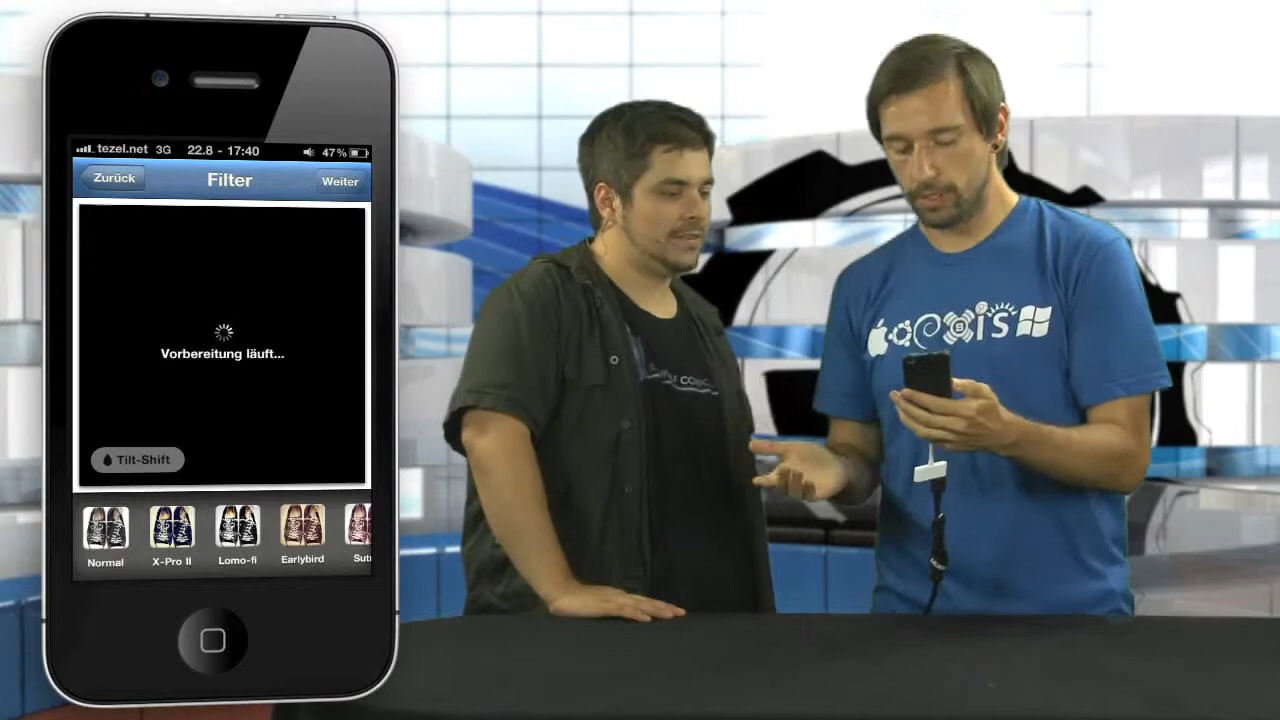 tezel.net 3G 22.8 - 17:40 47%
Zurück Filter Weiter
Vorbereitung läuft...
Tilt-Shift
Normal X-Pro II Lomo-fi Earlybird Sut